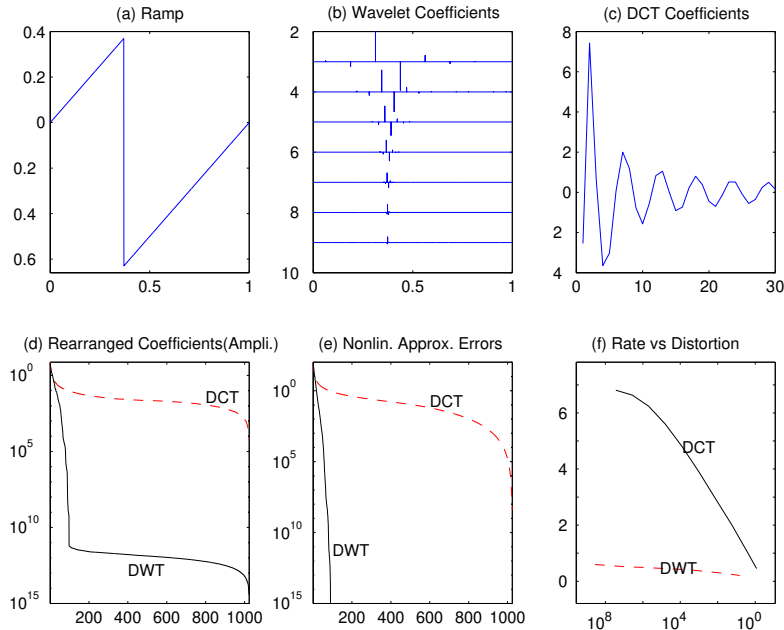 (a) Ramp
0.4
0.2
0
0.2
0.4
0.6
0 0.5 1
(b) Wavelet Coefficients
2
4
6
8
10
0 0.5 1
(c) DCT Coefficients
8
6
4
2
0
2
4
0 10 20 30
(d) Rearranged Coefficients(Ampli.)
10^0
10^5
10^10
10^15
DCT
DWT
200 400 600 800 1000
(e) Nonlin. Approx. Errors
10^0
10^5
10^10
10^15
DCT
DWT
200 400 600 800 1000
(f) Rate vs Distortion
6
4
2
0
DCT
DWT
10^8 10^4 10^0